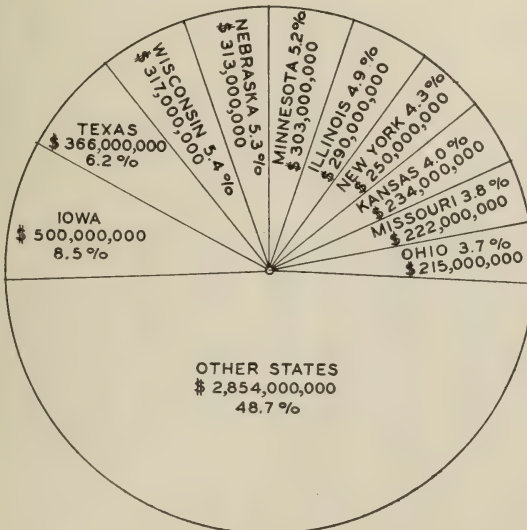 TEXAS
$ 366,000,000
6.2 %
IOWA
$ 500,000,000
8.5 %
WISCONSIN 5.4 %
$ 317,000,000
NEBRASKA 5.3 %
$ 313,000,000
MINNESOTA 5.2 %
$ 303,000,000
ILLINOIS 4.9 %
$ 290,000,000
NEW YORK 4.3 %
$ 250,000,000
KANSAS 4.0 %
$ 234,000,000
MISSOURI 3.8 %
$ 222,000,000
OHIO 3.7 %
$ 215,000,000
OTHER STATES
$ 2,854,000,000
48.7 %